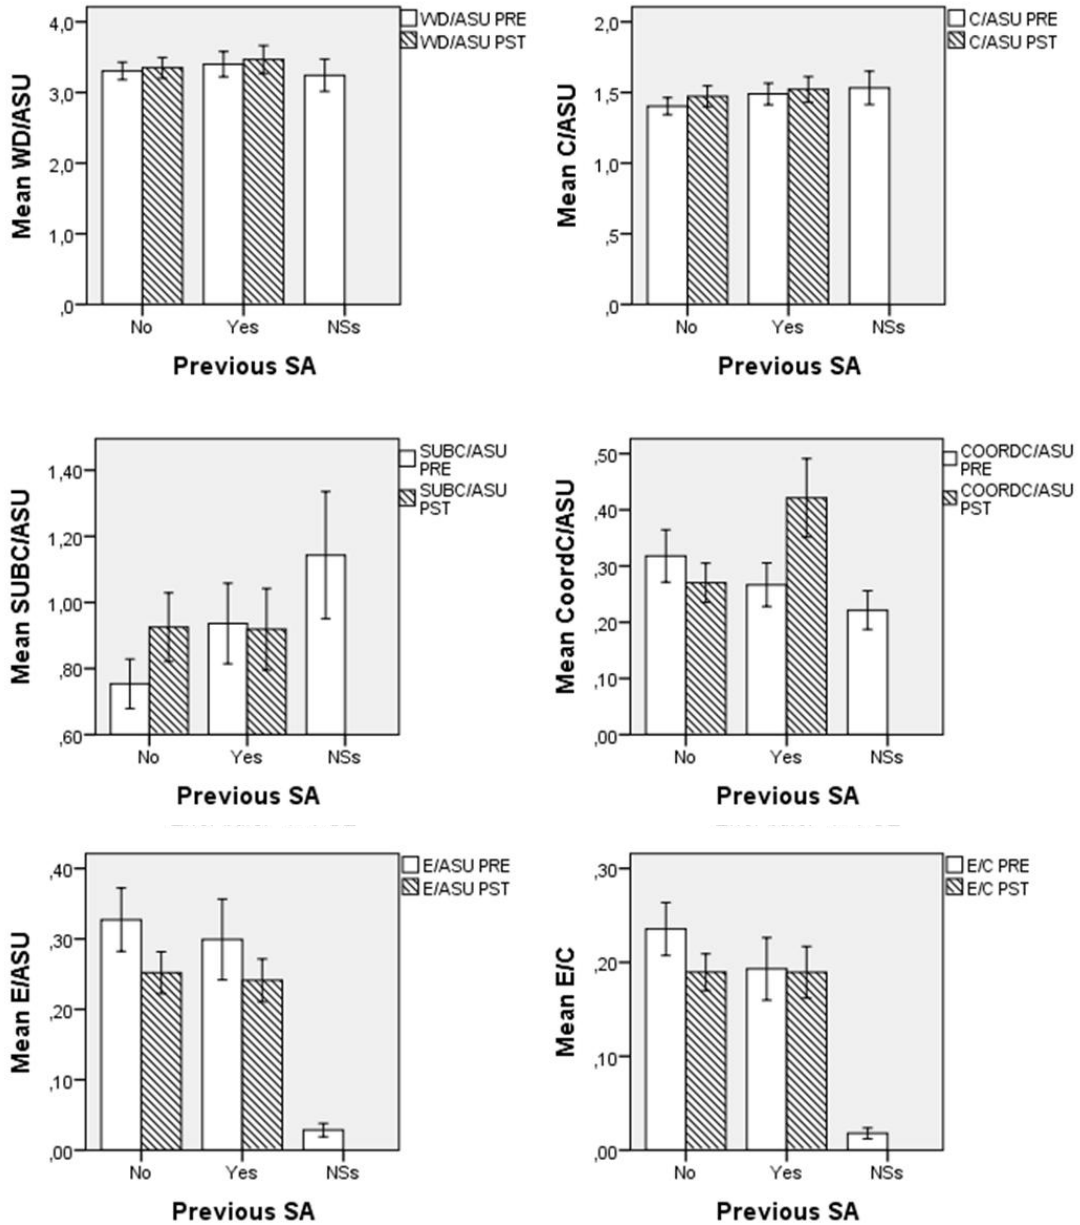 WD/ASU PRE
WD/ASU PST
4,0
3,0
2,0
1,0
,0
Mean WD/ASU
No Yes NSs
Previous SA
C/ASU PRE
C/ASU PST
2,0
1,5
1,0
,5
,0
Mean C/ASU
No Yes NSs
Previous SA
SUBC/ASU
PRE
SUBC/ASU
PST
1,40
1,20
1,00
,80
,60
Mean SUBC/ASU
No Yes NSs
Previous SA
COORDC/ASU
PRE
COORDC/ASU
PST
,50
,40
,30
,20
,10
,00
Mean CoordC/ASU
No Yes NSs
Previous SA
E/ASU PRE
E/ASU PST
,40
,30
,20
,10
,00
Mean E/ASU
No Yes NSs
Previous SA
E/C PRE
E/C PST
,30
,20
,10
,00
Mean E/C
No Yes NSs
Previous SA